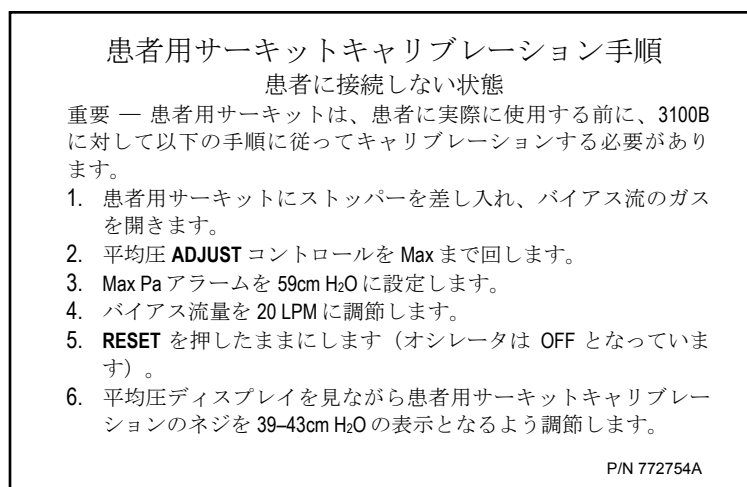 患者用サーキットキャリブレーション手順
患者に接続しない状態
重要 ― 患者用サーキットは、患者に実際に使用する前に、3100B
に対して以下の手順に従ってキャリブレーションする必要があり
ます。
1. 患者用サーキットにストッパーを差し入れ、バイアス流のガス
を開きます。
2. 平均圧 ADJUST コントロールを Max まで回します。
3. Max Pa アラームを 59cm H2O に設定します。
4. バイアス流量を 20 LPM に調節します。
5. RESET を押したままにします（オシレータは OFF となっていま
す）。
6. 平均圧ディスプレイを見ながら患者用サーキットキャリブレー
ションのネジを 39–43cm H2O の表示となるよう調節します。
P/N 772754A